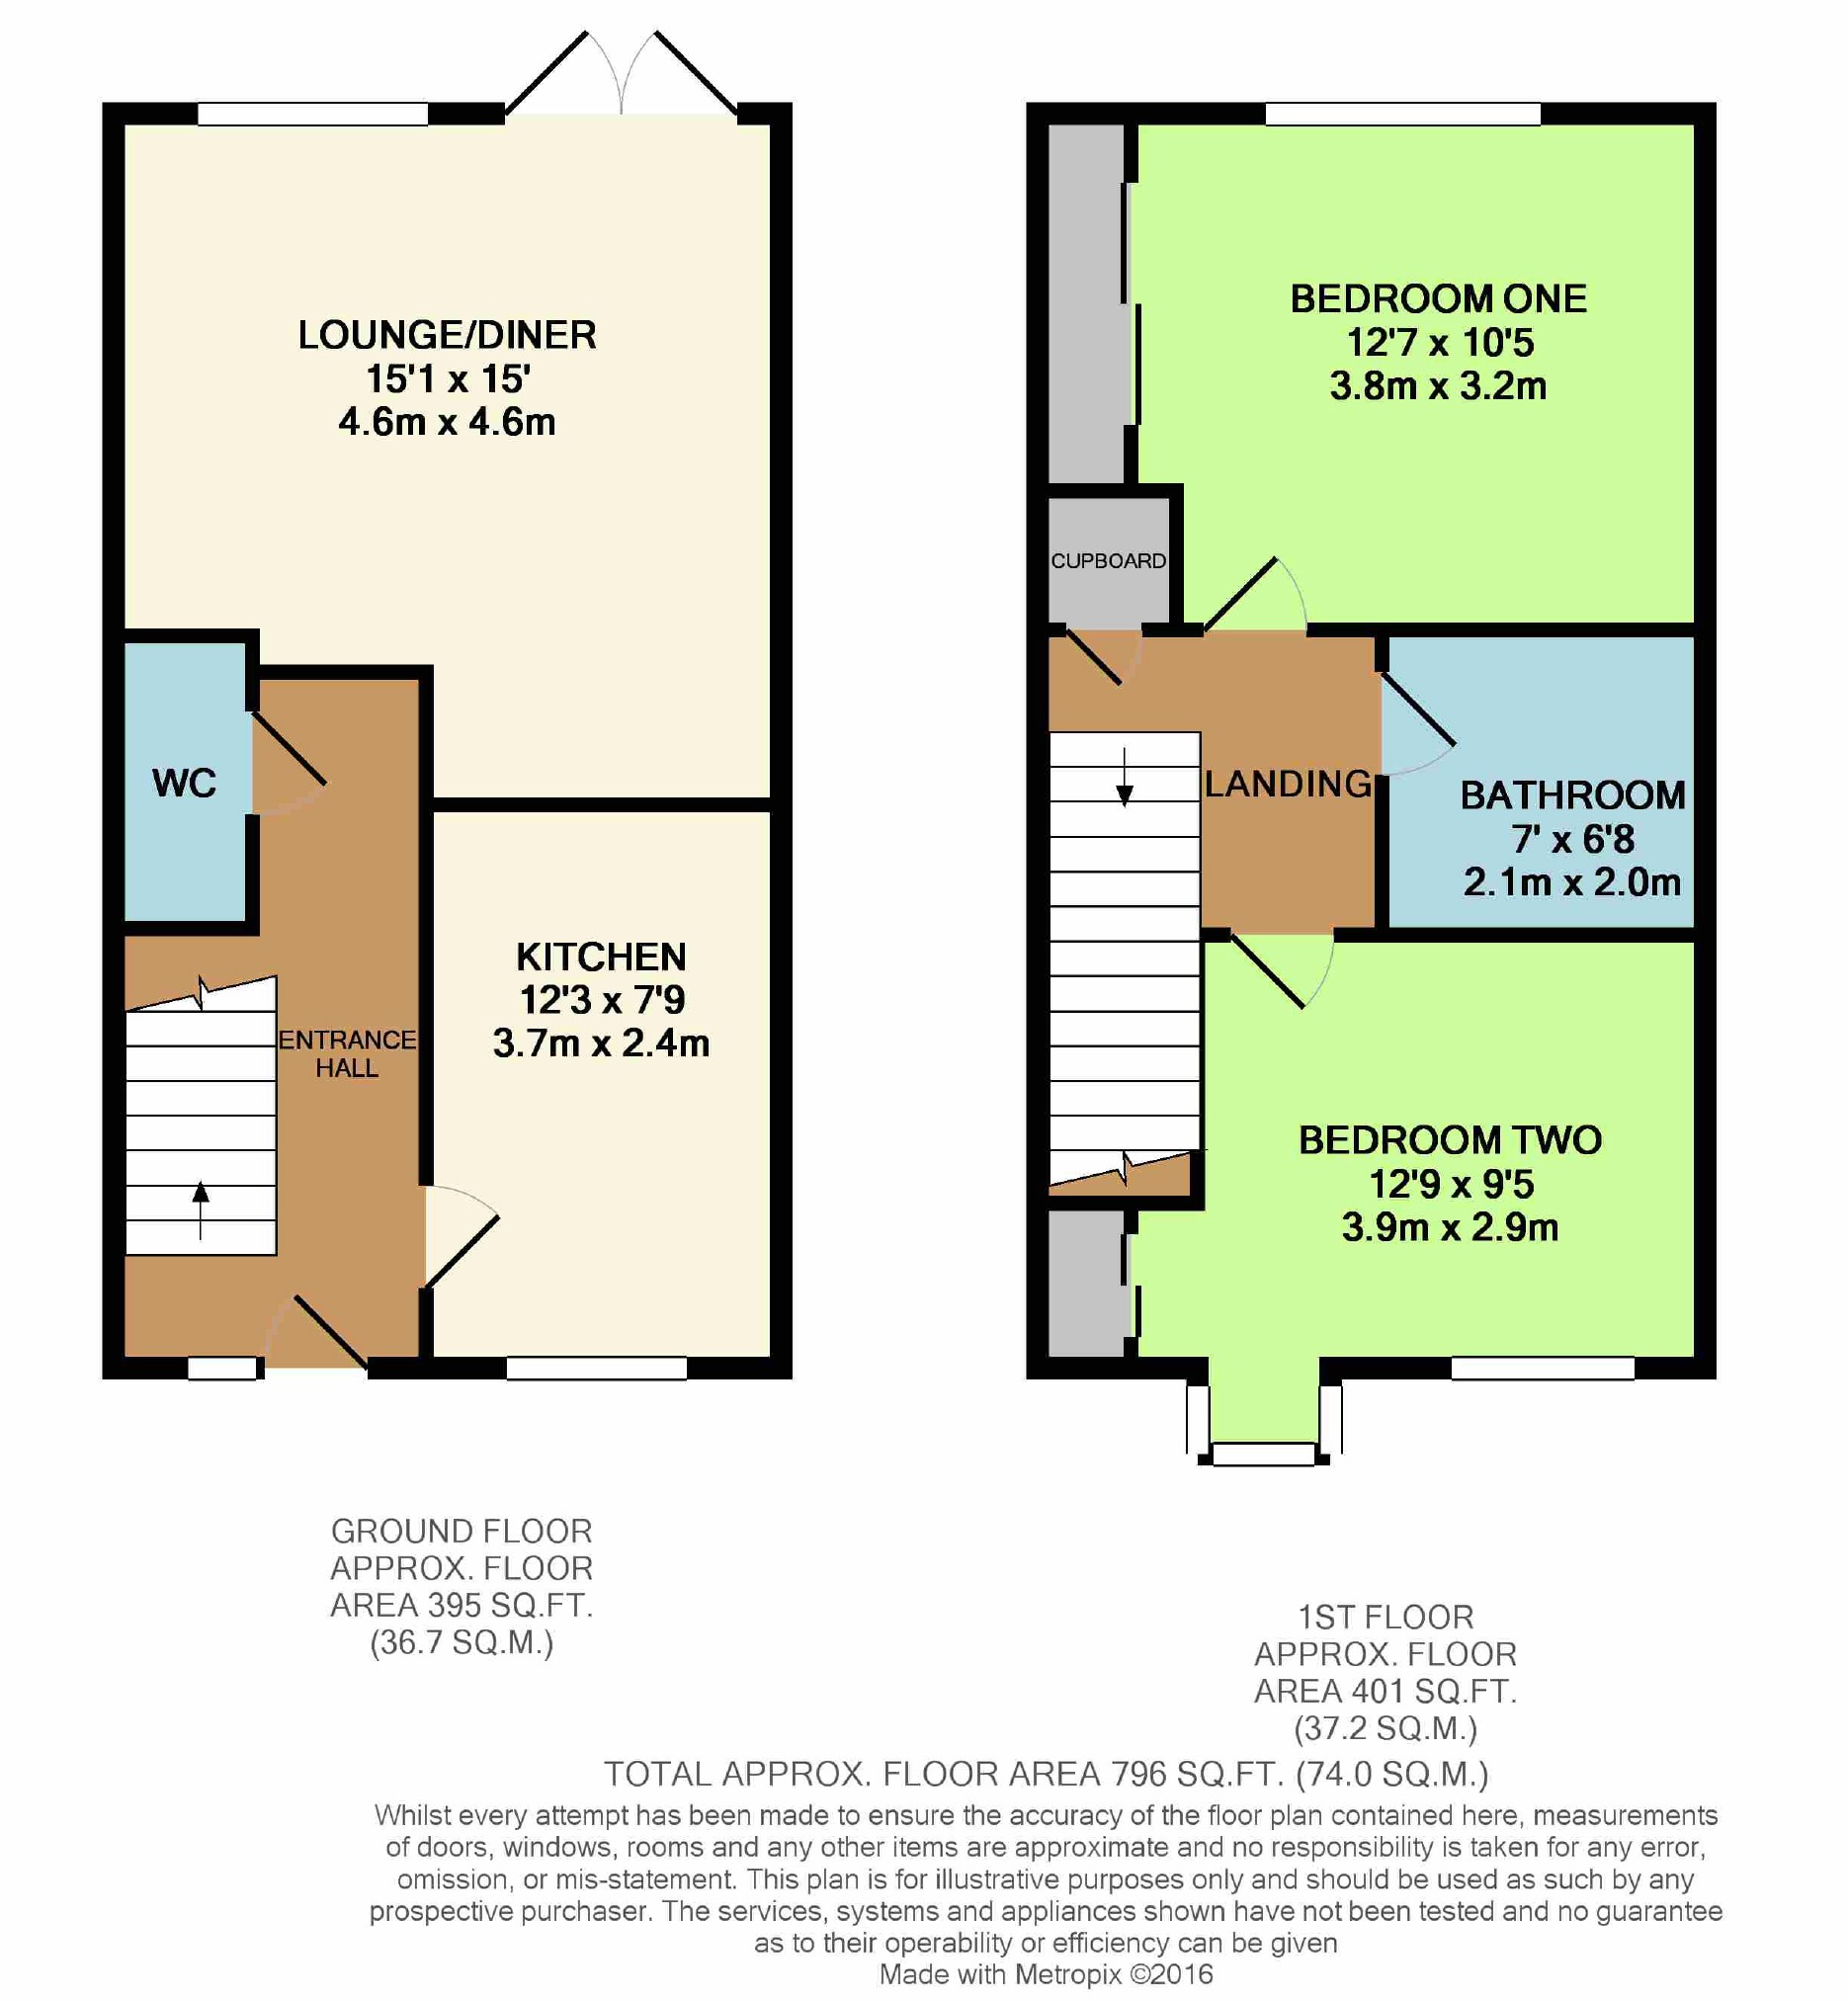 LOUNGE/DINER
15'1 x 15'
4.6m x 4.6m
WC
ENTRANCE
HALL
KITCHEN
12'3 x 7'9
3.7m x 2.4m
GROUND FLOOR
APPROX. FLOOR
AREA 395 SQ.FT.
(36.7 SQ.M.)
BEDROOM ONE
12'7 x 10'5
3.8m x 3.2m
CUPBOARD
LANDING
BATHROOM
7' x 6'8
2.1m x 2.0m
BEDROOM TWO
12'9 x 9'5
3.9m x 2.9m
1ST FLOOR
APPROX. FLOOR
AREA 401 SQ.FT.
(37.2 SQ.M.)
TOTAL APPROX. FLOOR AREA 796 SQ.FT. (74.0 SQ.M.)
Whilst every attempt has been made to ensure the accuracy of the floor plan contained here, measurements
of doors, windows, rooms and any other items are approximate and no responsibility is taken for any error,
omission, or mis-statement. This plan is for illustrative purposes only and should be used as such by any
prospective purchaser. The services, systems and appliances shown have not been tested and no guarantee
as to their operability or efficiency can be given
Made with Metropix ©2016